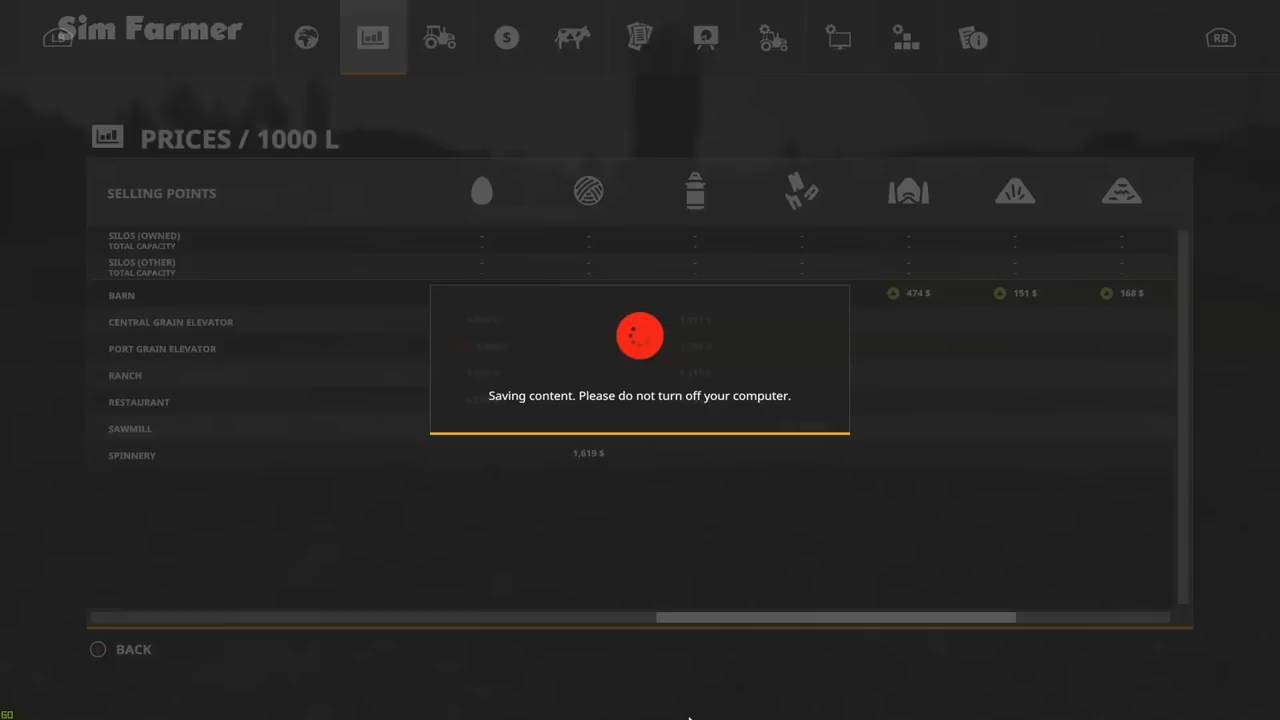 Sim Farmer
LB
RB
PRICES / 1000 L
SELLING POINTS
SILOS (OWNED)
TOTAL CAPACITY
SILOS (OTHER)
TOTAL CAPACITY
BARN 474 $ 151 $ 168 $
CENTRAL GRAIN ELEVATOR
PORT GRAIN ELEVATOR
RANCH
RESTAURANT
SAWMILL
SPINNERY 1,619 $
Saving content. Please do not turn off your computer.
BACK
60